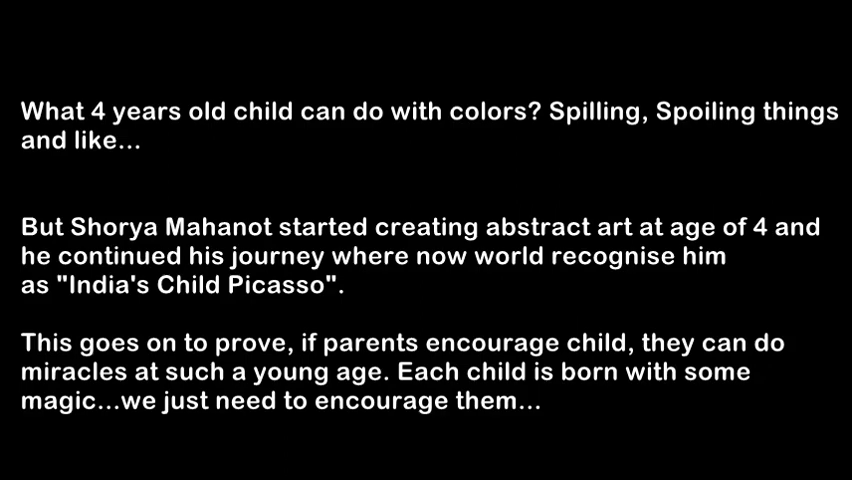 What 4 years old child can do with colors? Spilling, Spoiling things
and like...
But Shorya Mahanot started creating abstract art at age of 4 and
he continued his journey where now world recognise him
as "India's Child Picasso".
This goes on to prove, if parents encourage child, they can do
miracles at such a young age. Each child is born with some
magic...we just need to encourage them...